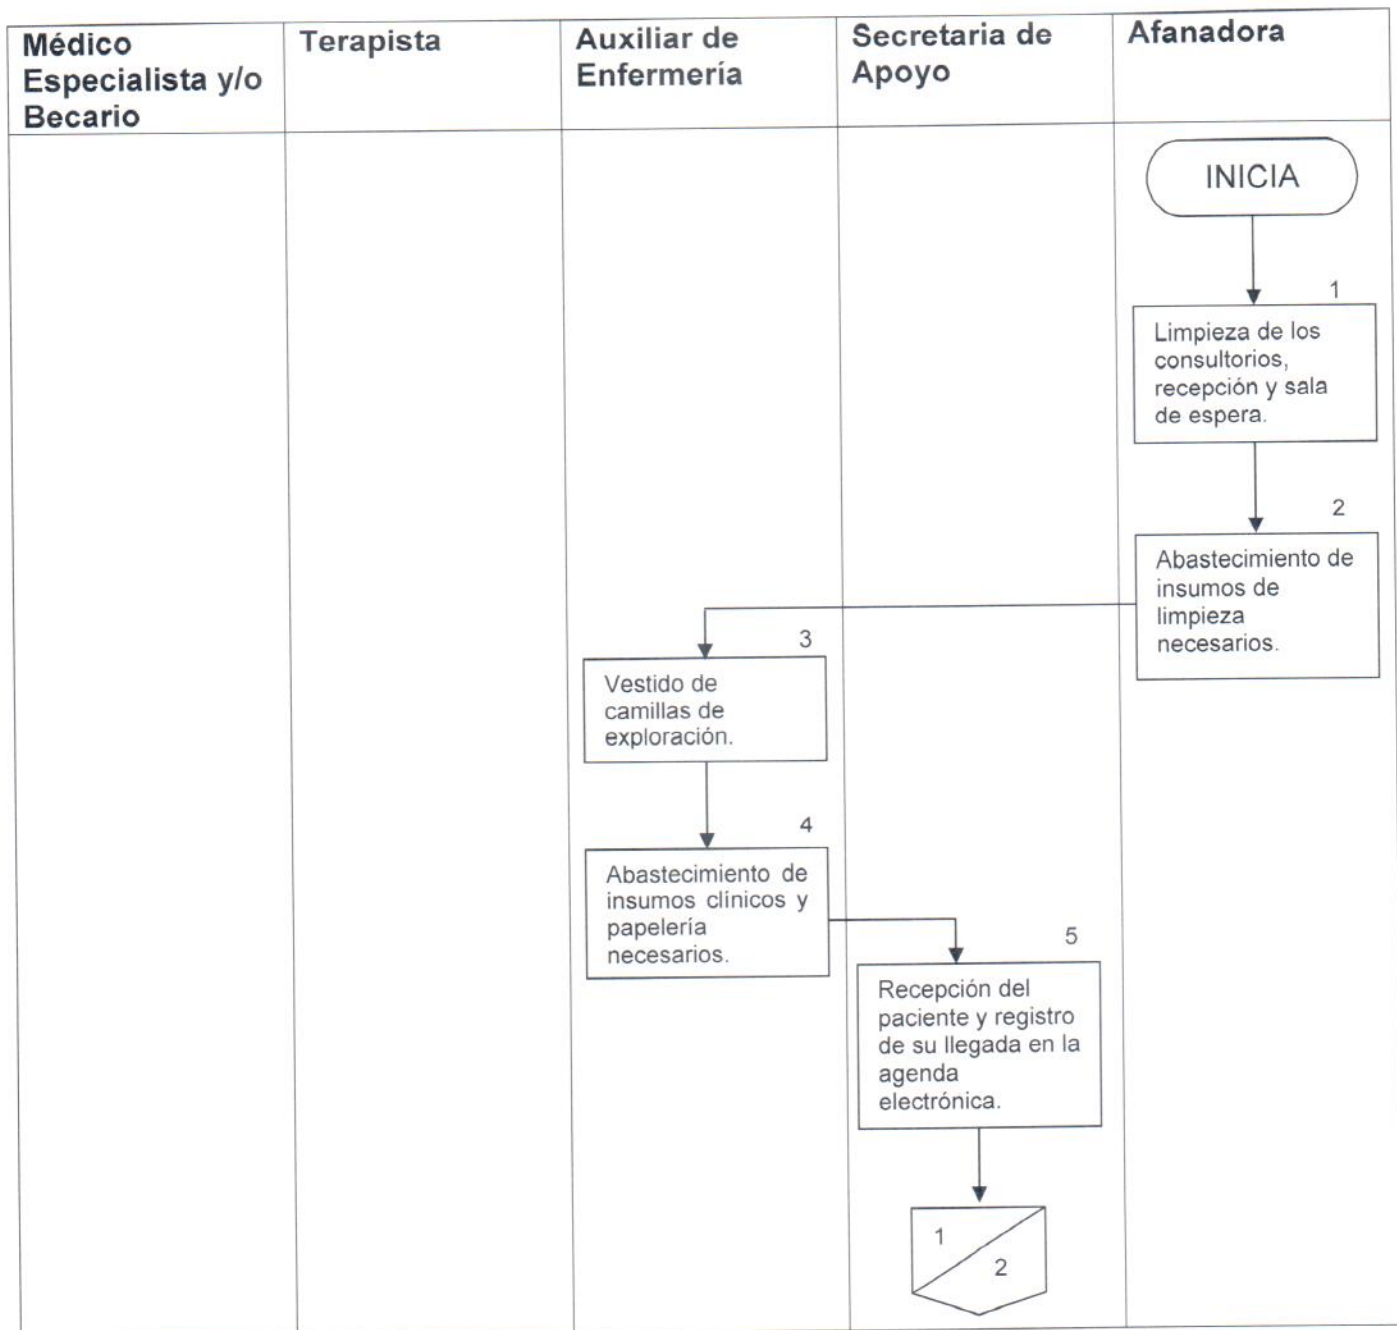 Médico
Especialista y/o
Becario
Terapista
Auxiliar de
Enfermería
Secretaria de
Apoyo
Afanadora
INICIA
1
Limpieza de los
consultorios,
recepción y sala
de espera.
2
Abastecimiento de
insumos de
limpieza
necesarios.
3
Vestido de
camillas de
exploración.
4
Abastecimiento de
insumos clínicos y
papelería
necesarios.
5
Recepción del
paciente y registro
de su llegada en la
agenda
electrónica.
1
2